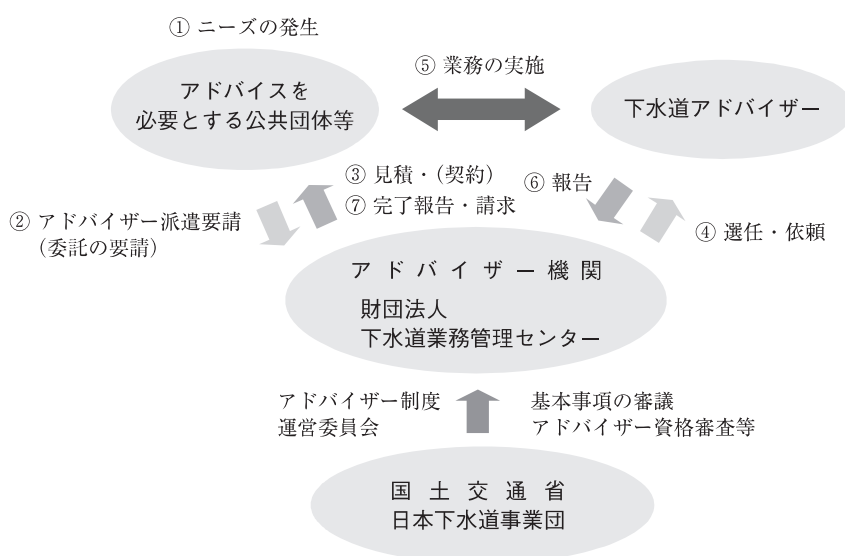 ① ニーズの発生
アドバイスを
必要とする公共団体等
⑤ 業務の実施
下水道アドバイザー
② アドバイザー派遣要請
（委託の要請）
③ 見積・（契約）
⑦ 完了報告・請求
⑥ 報告
④ 選任・依頼
アドバイザー機関
財団法人
下水道業務管理センター
アドバイザー制度
運営委員会
基本事項の審議
アドバイザー資格審査等
国土交通省
日本下水道事業団